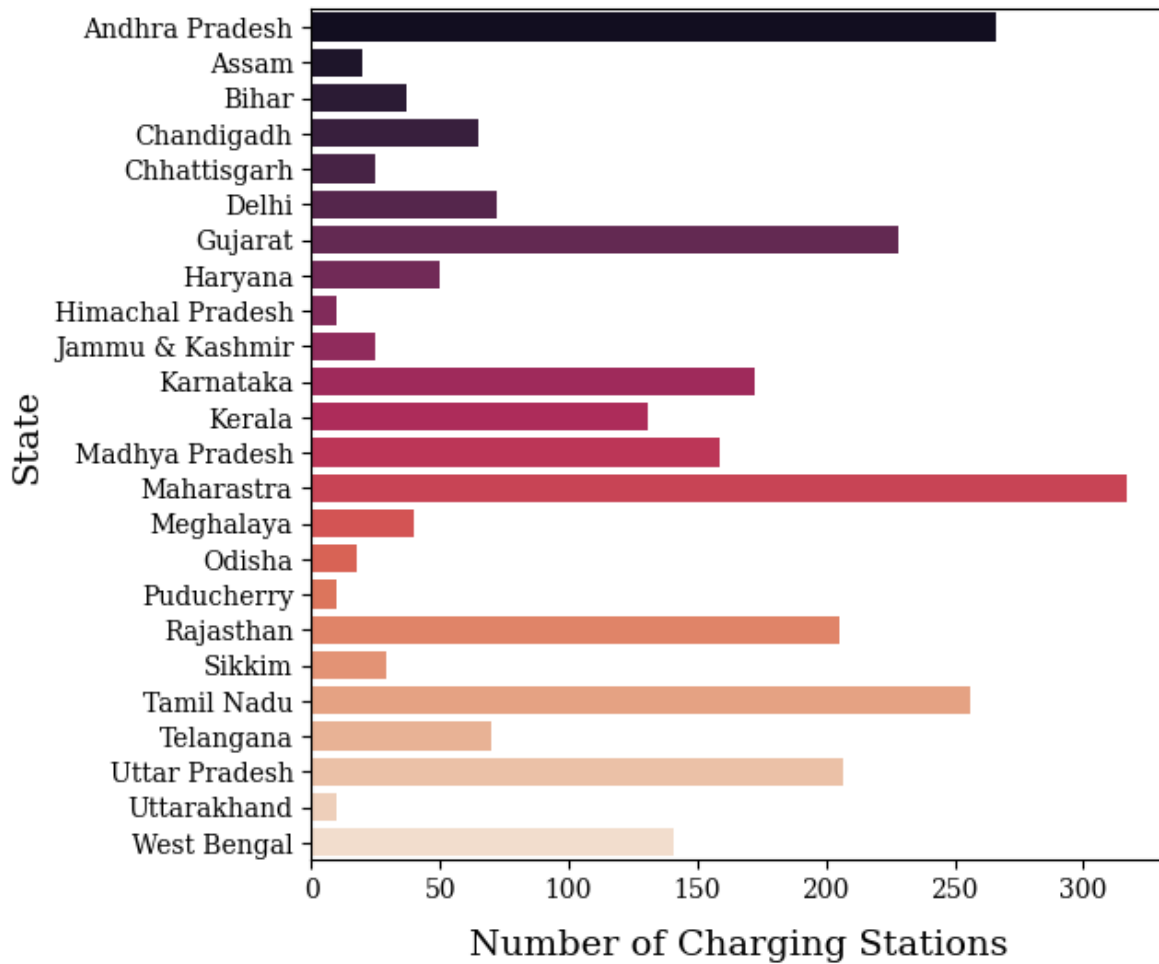 Andhra Pradesh
Assam
Bihar
Chandigadh
Chhattisgarh
Delhi
Gujarat
Haryana
Himachal Pradesh
Jammu & Kashmir
Karnataka
Kerala
Madhya Pradesh
Maharastra
Meghalaya
Odisha
Puducherry
Rajasthan
Sikkim
Tamil Nadu
Telangana
Uttar Pradesh
Uttarakhand
West Bengal
State
0 50 100 150 200 250 300
Number of Charging Stations